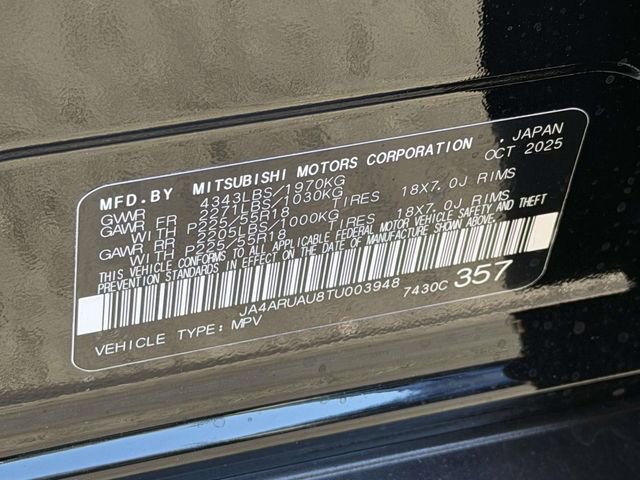 MFD.BY MITSUBISHI MOTORS CORPORATION , JAPAN
GVWR 4343LBS/1970KG OCT 2025
GAWR FR 2271LBS/1030KG
WITH P225/55R18 TIRES 18X7.0J RIMS
GAWR RR 2205LBS/1000KG
WITH P225/55R18 TIRES 18X7.0J RIMS
THIS VEHICLE CONFORMS TO ALL APPLICABLE FEDERAL MOTOR VEHICLE SAFETY AND THEFT
PREVENTION STANDARDS IN EFFECT ON THE DATE OF MANUFACTURE SHOWN ABOVE.
JA4ARUAU8TU003948 7430C 357
VEHICLE TYPE: MPV